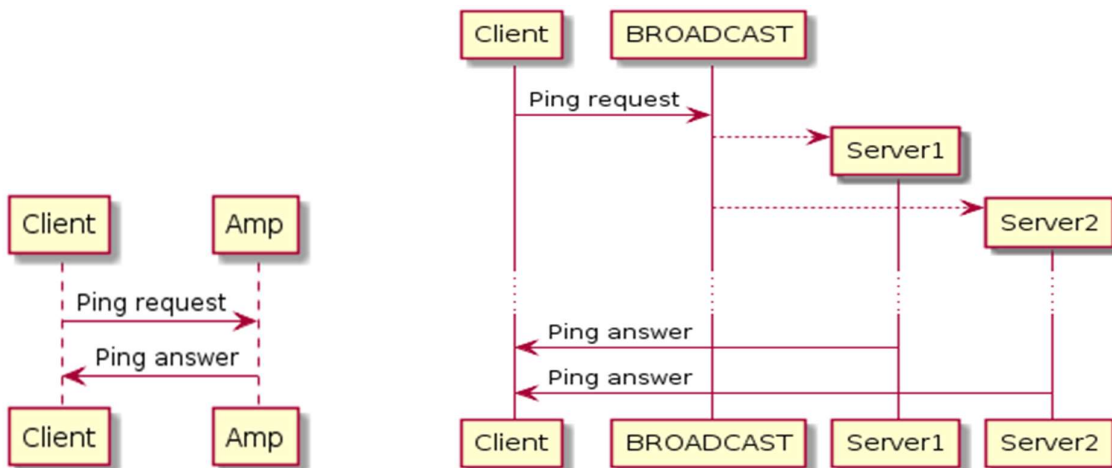 Client
Amp
Ping request
Ping answer
Client
Amp
Client
BROADCAST
Ping request
Server1
Server2
Ping answer
Ping answer
Client
BROADCAST
Server1
Server2